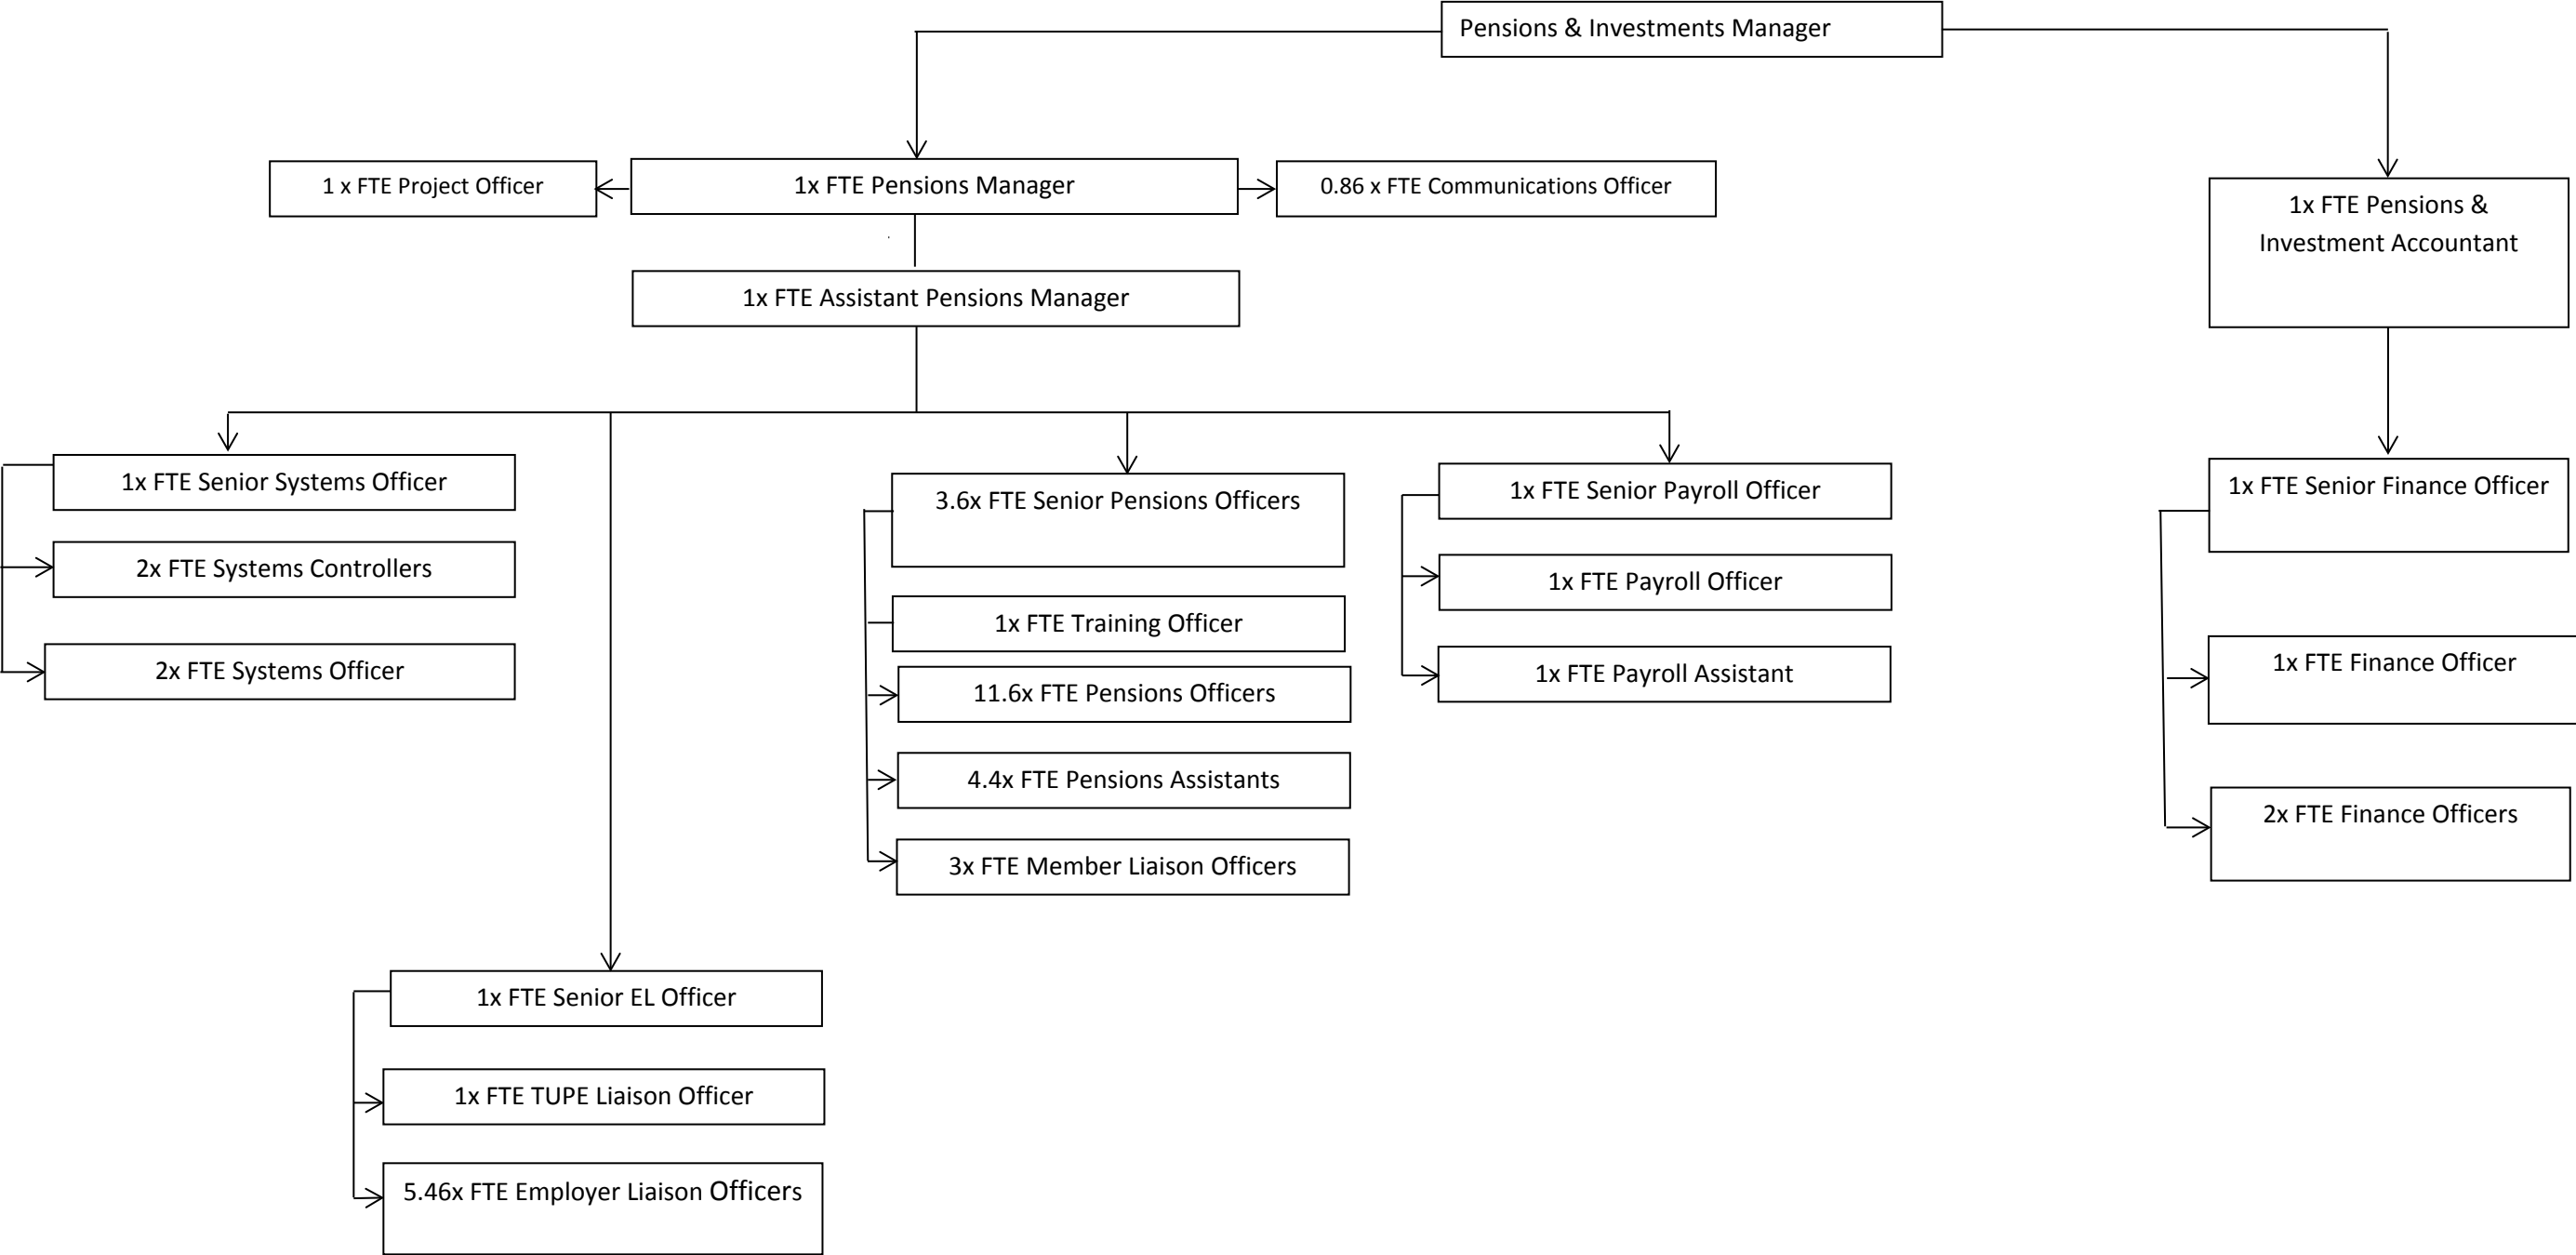 Pensions & Investments Manager
1 x FTE Project Officer
1x FTE Pensions Manager
0.86 x FTE Communications Officer
1x FTE Pensions &
Investment Accountant
1x FTE Assistant Pensions Manager
1x FTE Senior Systems Officer
2x FTE Systems Controllers
2x FTE Systems Officer
3.6x FTE Senior Pensions Officers
1x FTE Training Officer
11.6x FTE Pensions Officers
4.4x FTE Pensions Assistants
3x FTE Member Liaison Officers
1x FTE Senior Payroll Officer
1x FTE Payroll Officer
1x FTE Payroll Assistant
1x FTE Senior Finance Officer
1x FTE Finance Officer
2x FTE Finance Officers
1x FTE Senior EL Officer
1x FTE TUPE Liaison Officer
5.46x FTE Employer Liaison Officers